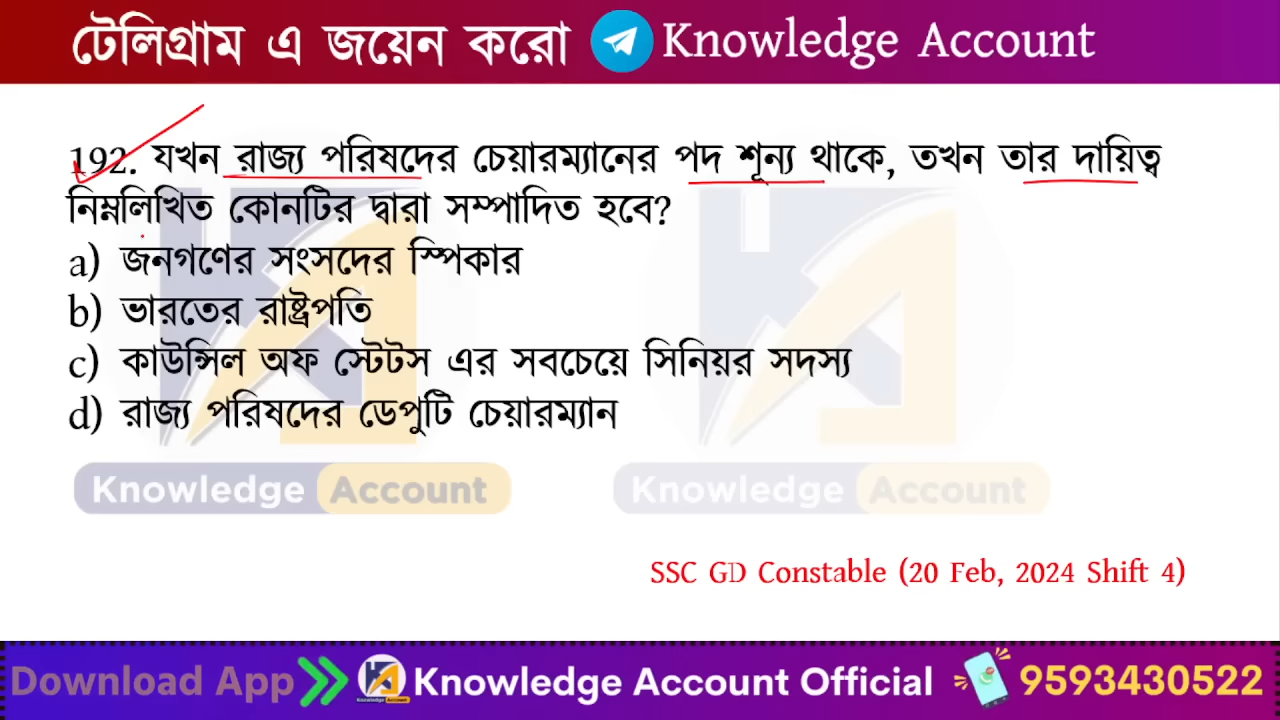 টেলিগ্রাম এ জয়েন করো Knowledge Account
192. যখন রাজ্য পরিষদের চেয়ারম্যানের পদ শূন্য থাকে, তখন তার দায়িত্ব
নিম্নলিখিত কোনটির দ্বারা সম্পাদিত হবে?
a) জনগণের সংসদের স্পিকার
b) ভারতের রাষ্ট্রপতি
c) কাউন্সিল অফ স্টেটস এর সবচেয়ে সিনিয়র সদস্য
d) রাজ্য পরিষদের ডেপুটি চেয়ারম্যান
Knowledge Account Knowledge Account
SSC GD Constable (20 Feb, 2024 Shift 4)
Download App Knowledge Account Official 9593430522